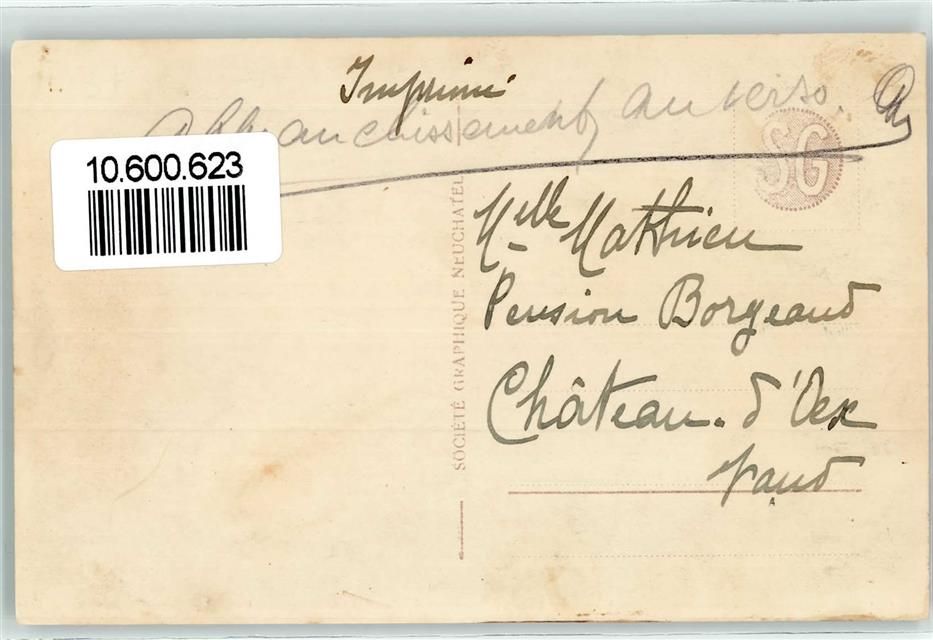 Imprimé
Affranchissement au verso.
10.600.623
SG
SOCIÉTÉ GRAPHIQUE NEUCHATEL
Mlle Matthieu
Pension Borgeaud
Château. d'Oex
Vaud
A